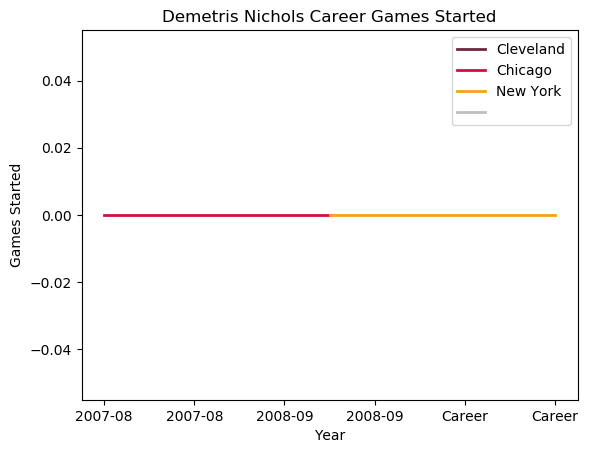 Demetris Nichols Career Games Started
Cleveland
Chicago
New York
0.04
0.02
0.00
−0.02
−0.04
Games Started
2007-08 2007-08 2008-09 2008-09 Career Career
Year